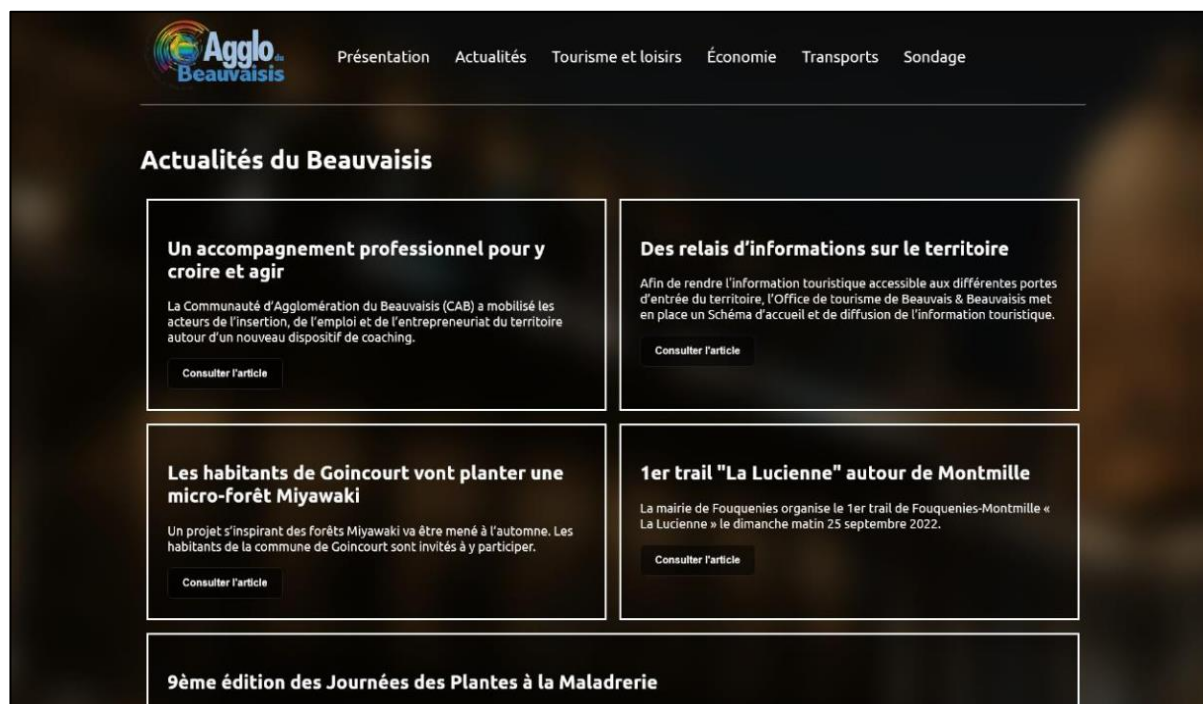 Agglo du
Beauvaisis
Présentation Actualités Tourisme et loisirs Économie Transports Sondage
Actualités du Beauvaisis
Un accompagnement professionnel pour y
croire et agir
La Communauté d'Agglomération du Beauvaisis (CAB) a mobilisé les
acteurs de l'insertion, de l'emploi et de l'entrepreneuriat du territoire
autour d'un nouveau dispositif de coaching.
Consulter l'article
Des relais d'informations sur le territoire
Afin de rendre l'information touristique accessible aux différentes portes
d'entrée du territoire, l'Office de tourisme de Beauvais & Beauvaisis met
en place un Schéma d'accueil et de diffusion de l'information touristique.
Consulter l'article
Les habitants de Goincourt vont planter une
micro-forêt Miyawaki
Un projet s'inspirant des forêts Miyawaki va être mené à l'automne. Les
habitants de la commune de Goincourt sont invités à y participer.
Consulter l'article
1er trail "La Lucienne" autour de Montmille
La mairie de Fouquenies organise le 1er trail de Fouquenies-Montmille «
La Lucienne » le dimanche matin 25 septembre 2022.
Consulter l'article
9ème édition des Journées des Plantes à la Maladrerie